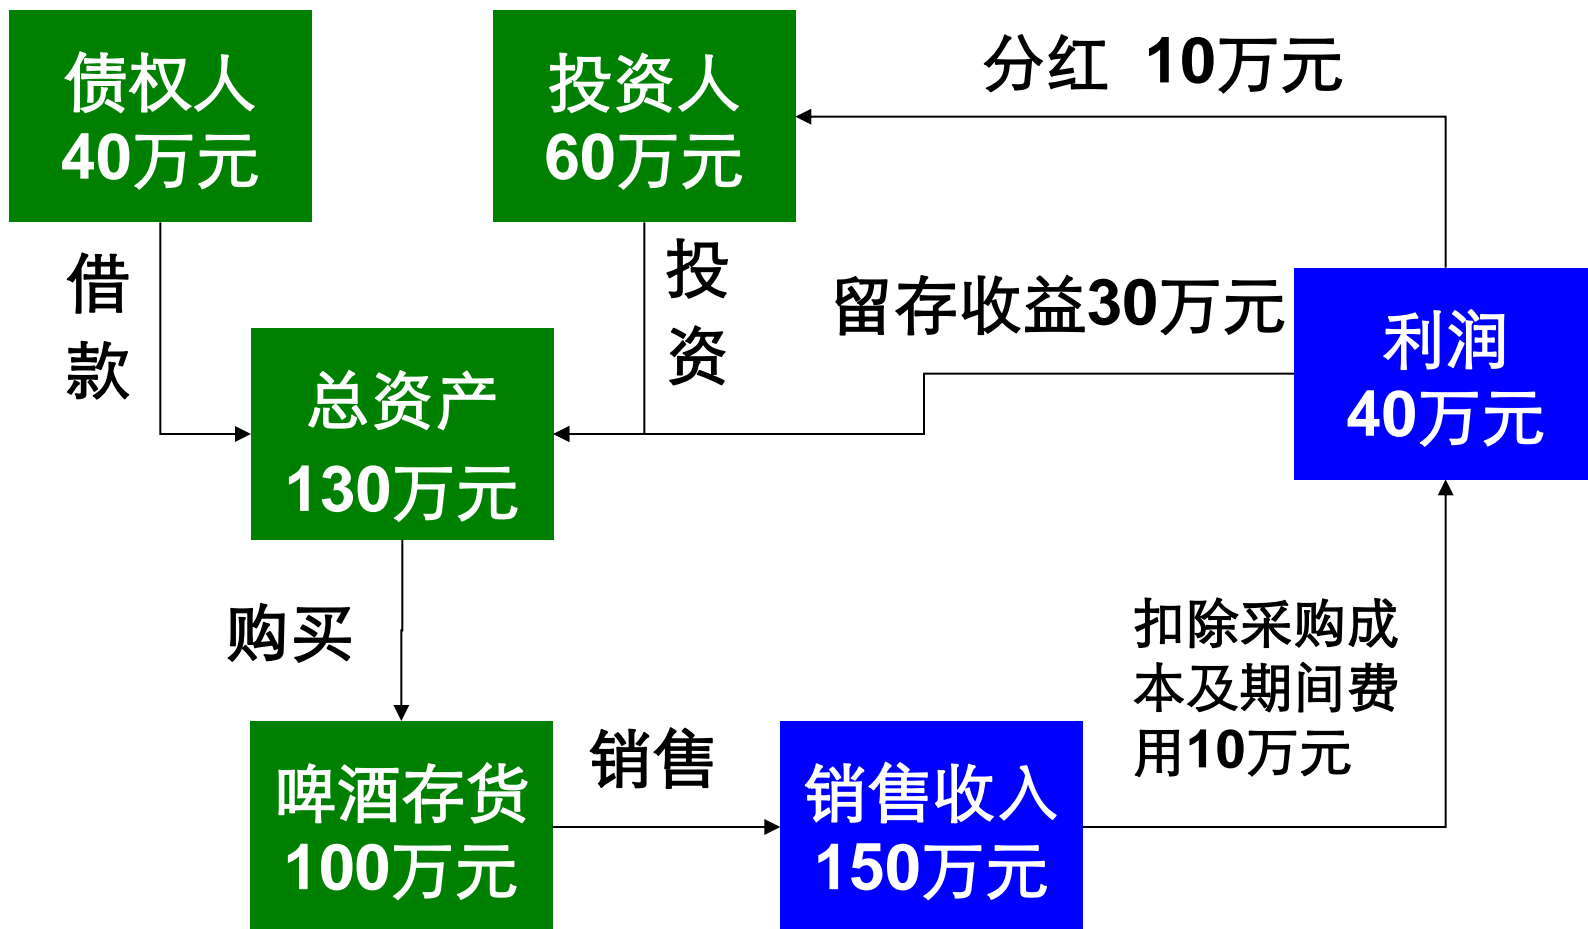 债权人
40万元
投资人
60万元
分红 10万元
借
款
投
资
留存收益30万元
利润
40万元
总资产
130万元
购买
扣除采购成
本及期间费
用10万元
啤酒存货
100万元
销售
销售收入
150万元